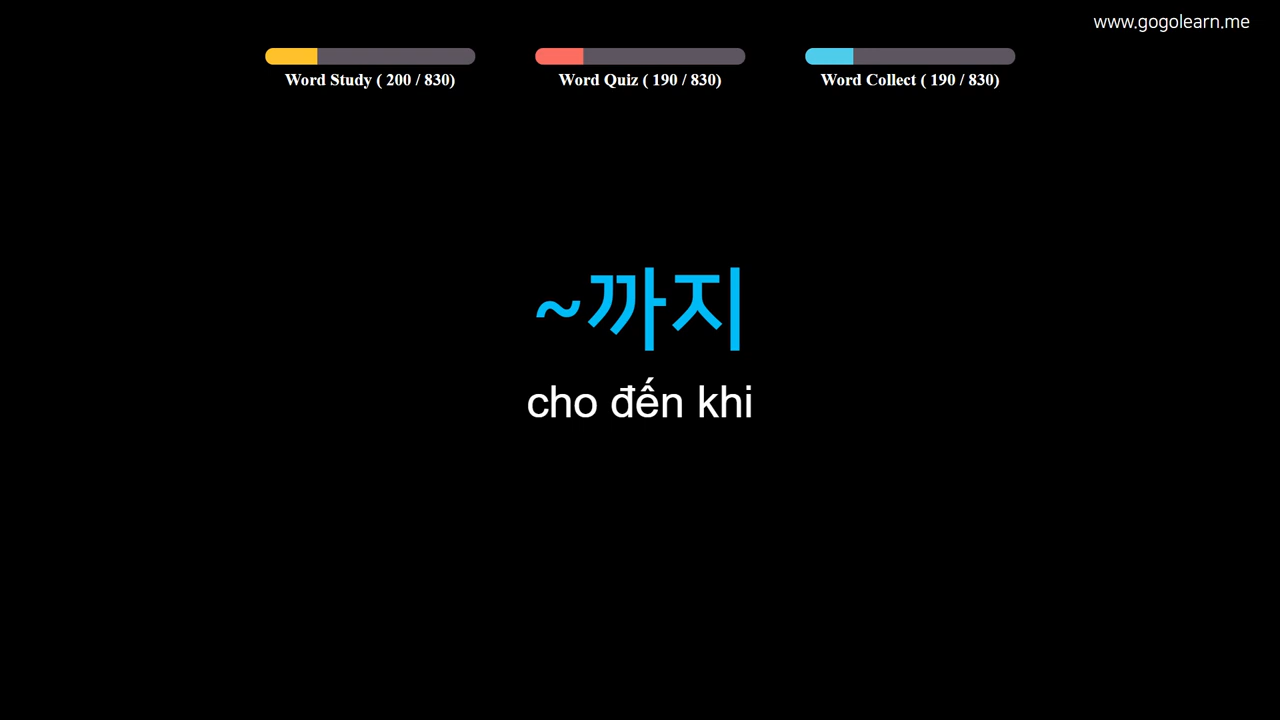 www.gogolearn.me
Word Study ( 200 / 830)
Word Quiz ( 190 / 830)
Word Collect ( 190 / 830)
~까지
cho đến khi